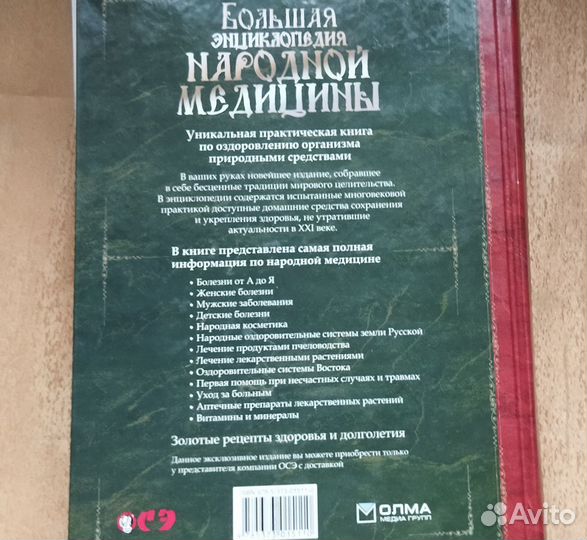 Большая
энциклопедия
народной
медицины
Уникальная практическая книга
по оздоровлению организма
природными средствами
В ваших руках новейшее издание, собравшее
в себе бесценные традиции мирового целительства.
В энциклопедии содержатся испытанные многовековой
практикой доступные домашние средства сохранения
и укрепления здоровья, не утратившие
актуальности в XXI веке.
В книге представлена самая полная
информация по народной медицине
• Болезни от А до Я
• Женские болезни
• Мужские заболевания
• Детские болезни
• Народная косметика
• Народные оздоровительные системы земли Русской
• Лечение продуктами пчеловодства
• Лечение лекарственными растениями
• Оздоровительные системы Востока
• Первая помощь при несчастных случаях и травмах
• Уход за больным
• Аптечные препараты лекарственных растений
• Витамины и минералы
Золотые рецепты здоровья и долголетия
Данное эксклюзивное издание вы можете приобрести только
у представителя компании ОСЭ с доставкой
ОСЭ
ОЛМА
МЕДИА ГРУПП
Avito